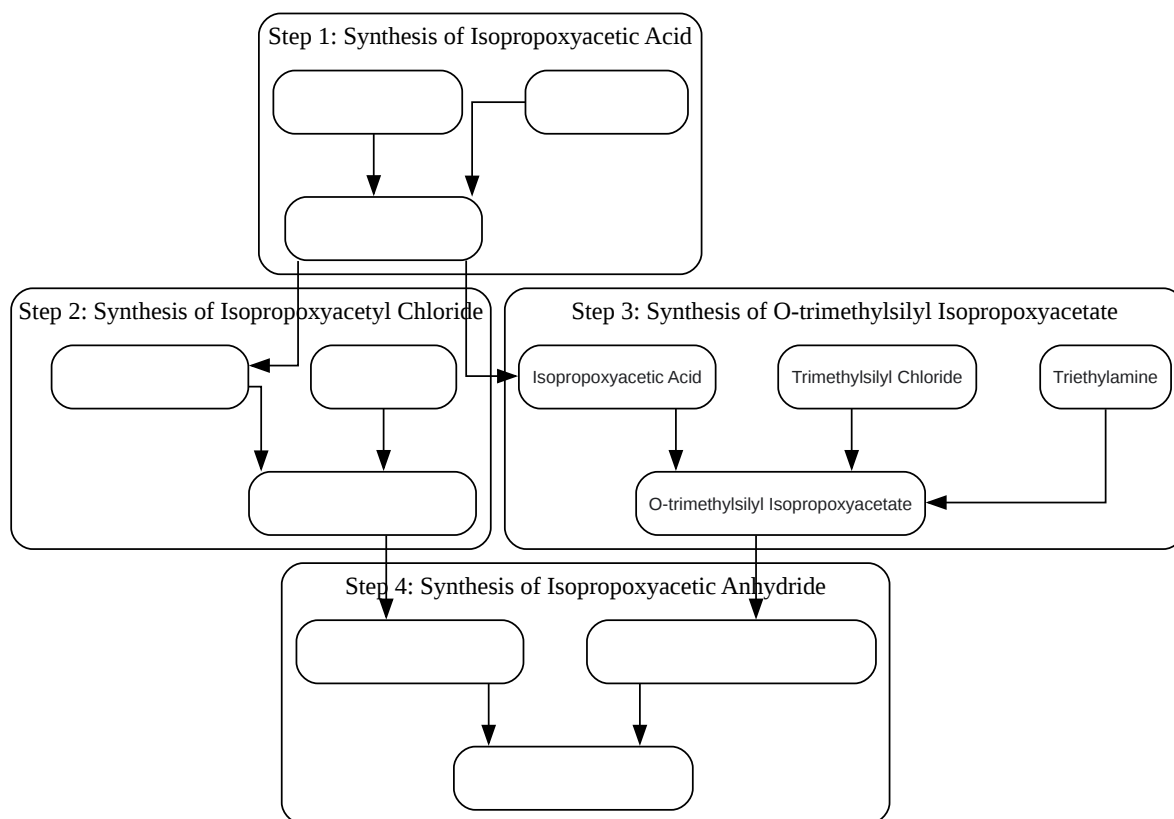 Step 1: Synthesis of Isopropoxyacetic Acid
Step 2: Synthesis of Isopropoxyacetyl Chloride
Step 3: Synthesis of O-trimethylsilyl Isopropoxyacetate
Isopropoxyacetic Acid
Trimethylsilyl Chloride
Triethylamine
O-trimethylsilyl Isopropoxyacetate
Step 4: Synthesis of Isopropoxyacetic Anhydride